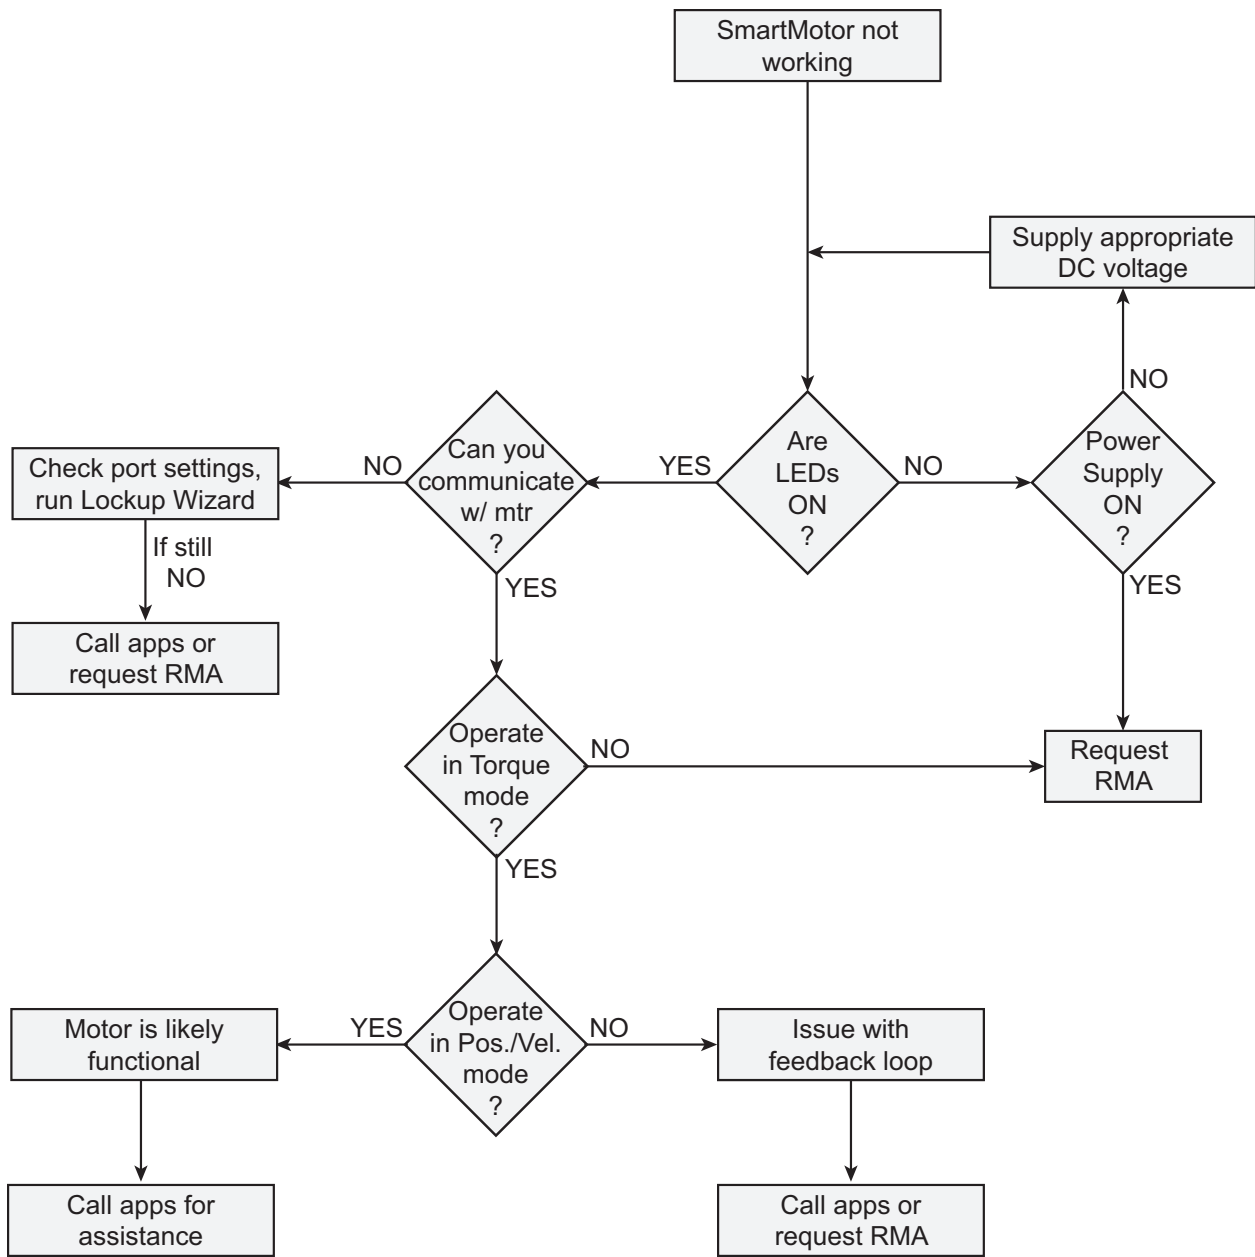 SmartMotor not
working
Supply appropriate
DC voltage
NO
Can you
communicate
w/ mtr
?
Are
LEDs
ON
?
Power
Supply
ON
?
Check port settings,
run Lockup Wizard
NO
YES
NO
If still
NO
YES
YES
Call apps or
request RMA
Operate
in Torque
mode
?
NO
Request
RMA
YES
Operate
in Pos./Vel.
mode
?
Motor is likely
functional
YES
NO
Issue with
feedback loop
Call apps for
assistance
Call apps or
request RMA